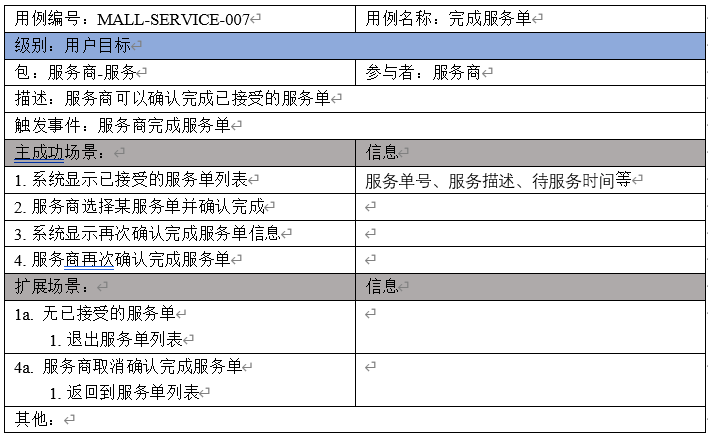 用例编号：MALL-SERVICE-007 用例名称：完成服务单
级别：用户目标
包：服务商-服务 参与者：服务商
描述：服务商可以确认完成已接受的服务单
触发事件：服务商完成服务单
主成功场景： 信息
1. 系统显示已接受的服务单列表 服务单号、服务描述、待服务时间等
2. 服务商选择某服务单并确认完成
3. 系统显示再次确认完成服务单信息
4. 服务商再次确认完成服务单
扩展场景： 信息
1a. 无已接受的服务单
1. 退出服务单列表
4a. 服务商取消确认完成服务单
1. 返回到服务单列表
其他：